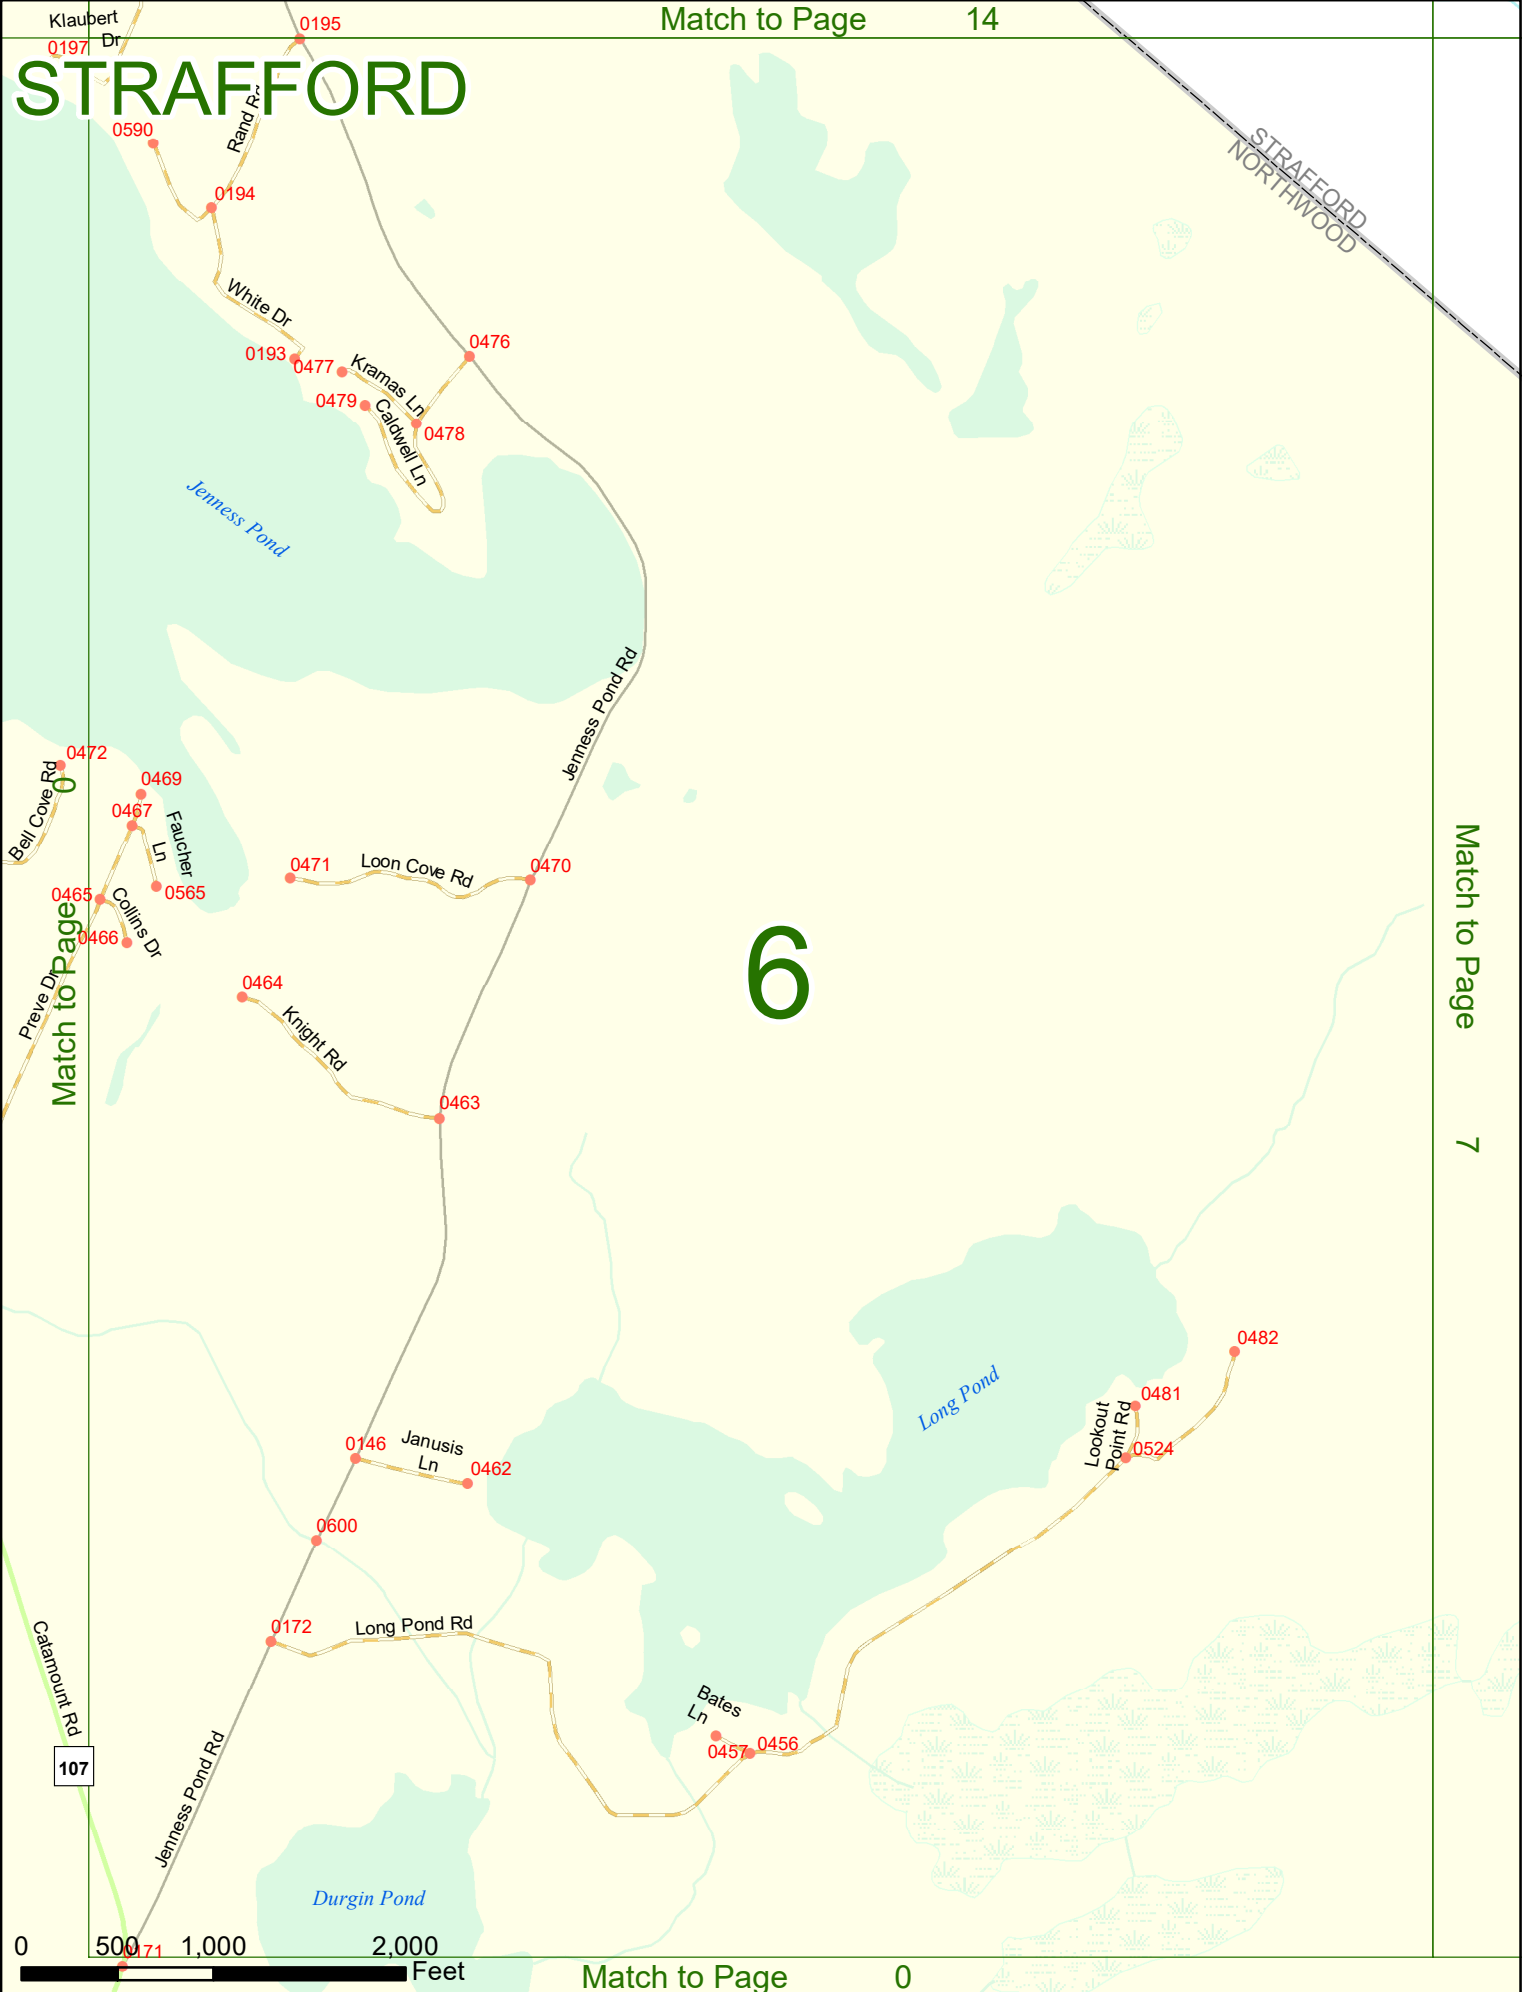 Klaubert
Dr
0197
0195
Match to Page 14
STRAFFORD
0590
Rand Rd
0194
STRAFFORD
NORTHWOOD
White Dr
0193
0477
Kramas Ln
0476
0479
Caldwell Ln
0478
Jenness Pond
Jenness Pond Rd
0472
Bell Cove Rd
0469
0467
Faucher
Ln
0565
0465
Collins Dr
0466
Preve Dr
Match to Page 0
0471
Loon Cove Rd
0470
6
Match to Page 7
0464
Knight Rd
0463
0482
Long Pond
0481
Lookout
Point Rd
0524
0146
Janusis
Ln
0462
0600
0172
Long Pond Rd
Catamount Rd
107
Jenness Pond Rd
Bates
Ln
0457
0456
Durgin Pond
0171
0 500 1,000 2,000
Feet
Match to Page 0